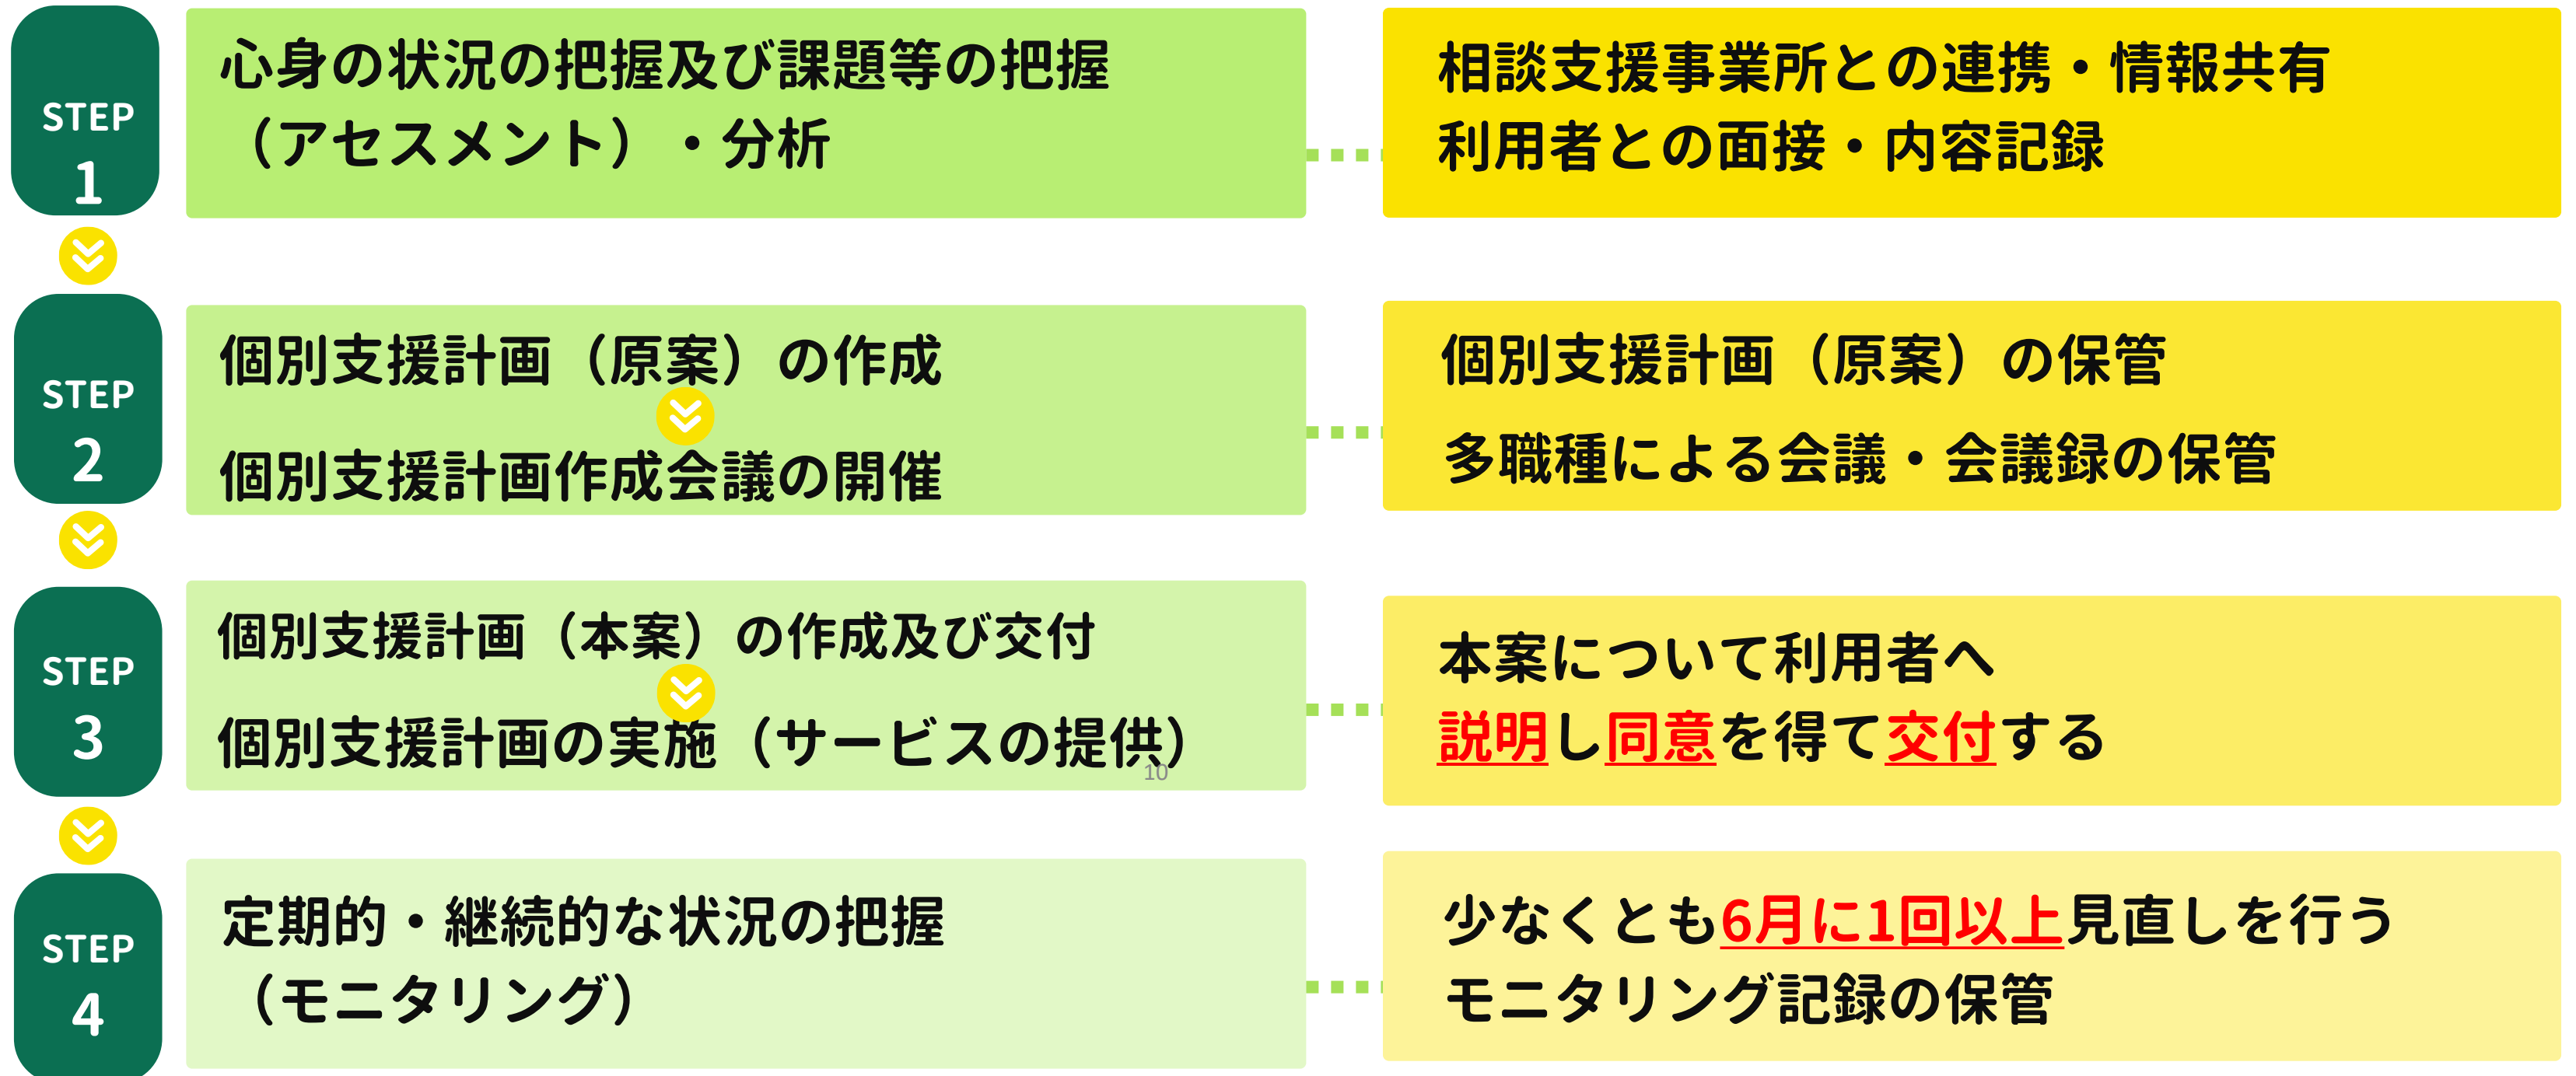 STEP
1
心身の状況の把握及び課題等の把握
（アセスメント）・分析
相談支援事業所との連携・情報共有
利用者との面接・内容記録
STEP
2
個別支援計画（原案）の作成
個別支援計画作成会議の開催
個別支援計画（原案）の保管
多職種による会議・会議録の保管
STEP
3
個別支援計画（本案）の作成及び交付
個別支援計画の実施（サービスの提供）
10
本案について利用者へ
説明し同意を得て交付する
STEP
4
定期的・継続的な状況の把握
（モニタリング）
少なくとも6月に1回以上見直しを行う
モニタリング記録の保管